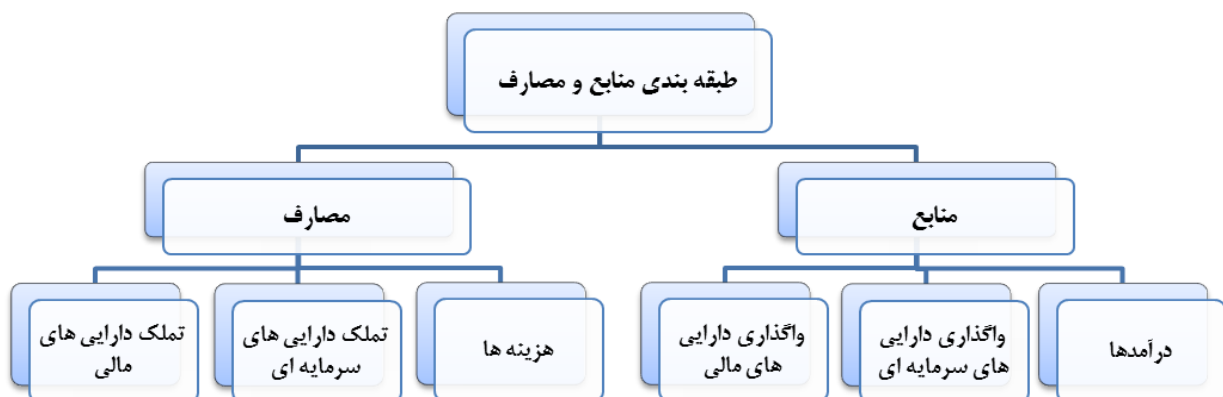 طبقه بندی منابع و مصارف
منابع
مصارف
درآمدها
واگذاری دارایی
های سرمایه ای
واگذاری دارایی
های مالی
هزینه ها
تملک دارایی های
سرمایه ای
تملک دارایی های
مالی